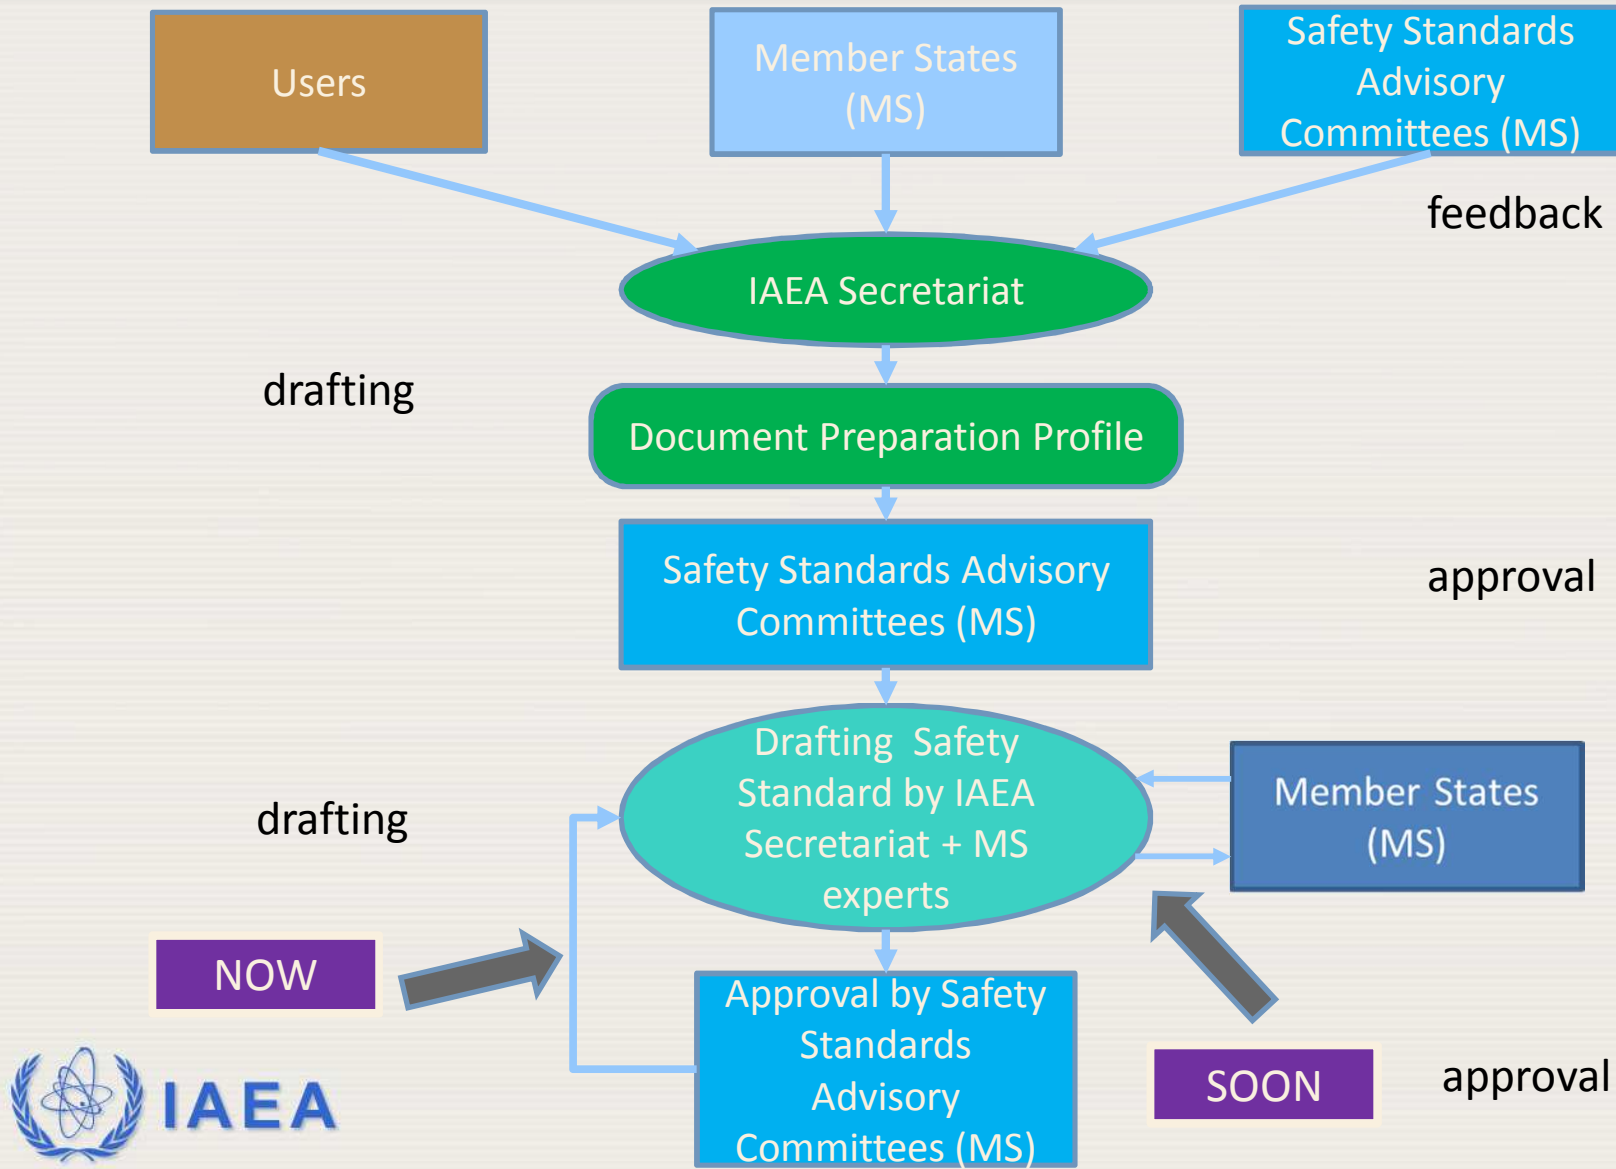 Users
Member States
(MS)
Safety Standards
Advisory
Committees (MS)
feedback
IAEA Secretariat
drafting
Document Preparation Profile
Safety Standards Advisory
Committees (MS)
approval
Drafting Safety
Standard by IAEA
Secretariat + MS
experts
Member States
(MS)
drafting
NOW
Approval by Safety
Standards
Advisory
Committees (MS)
SOON
approval
IAEA